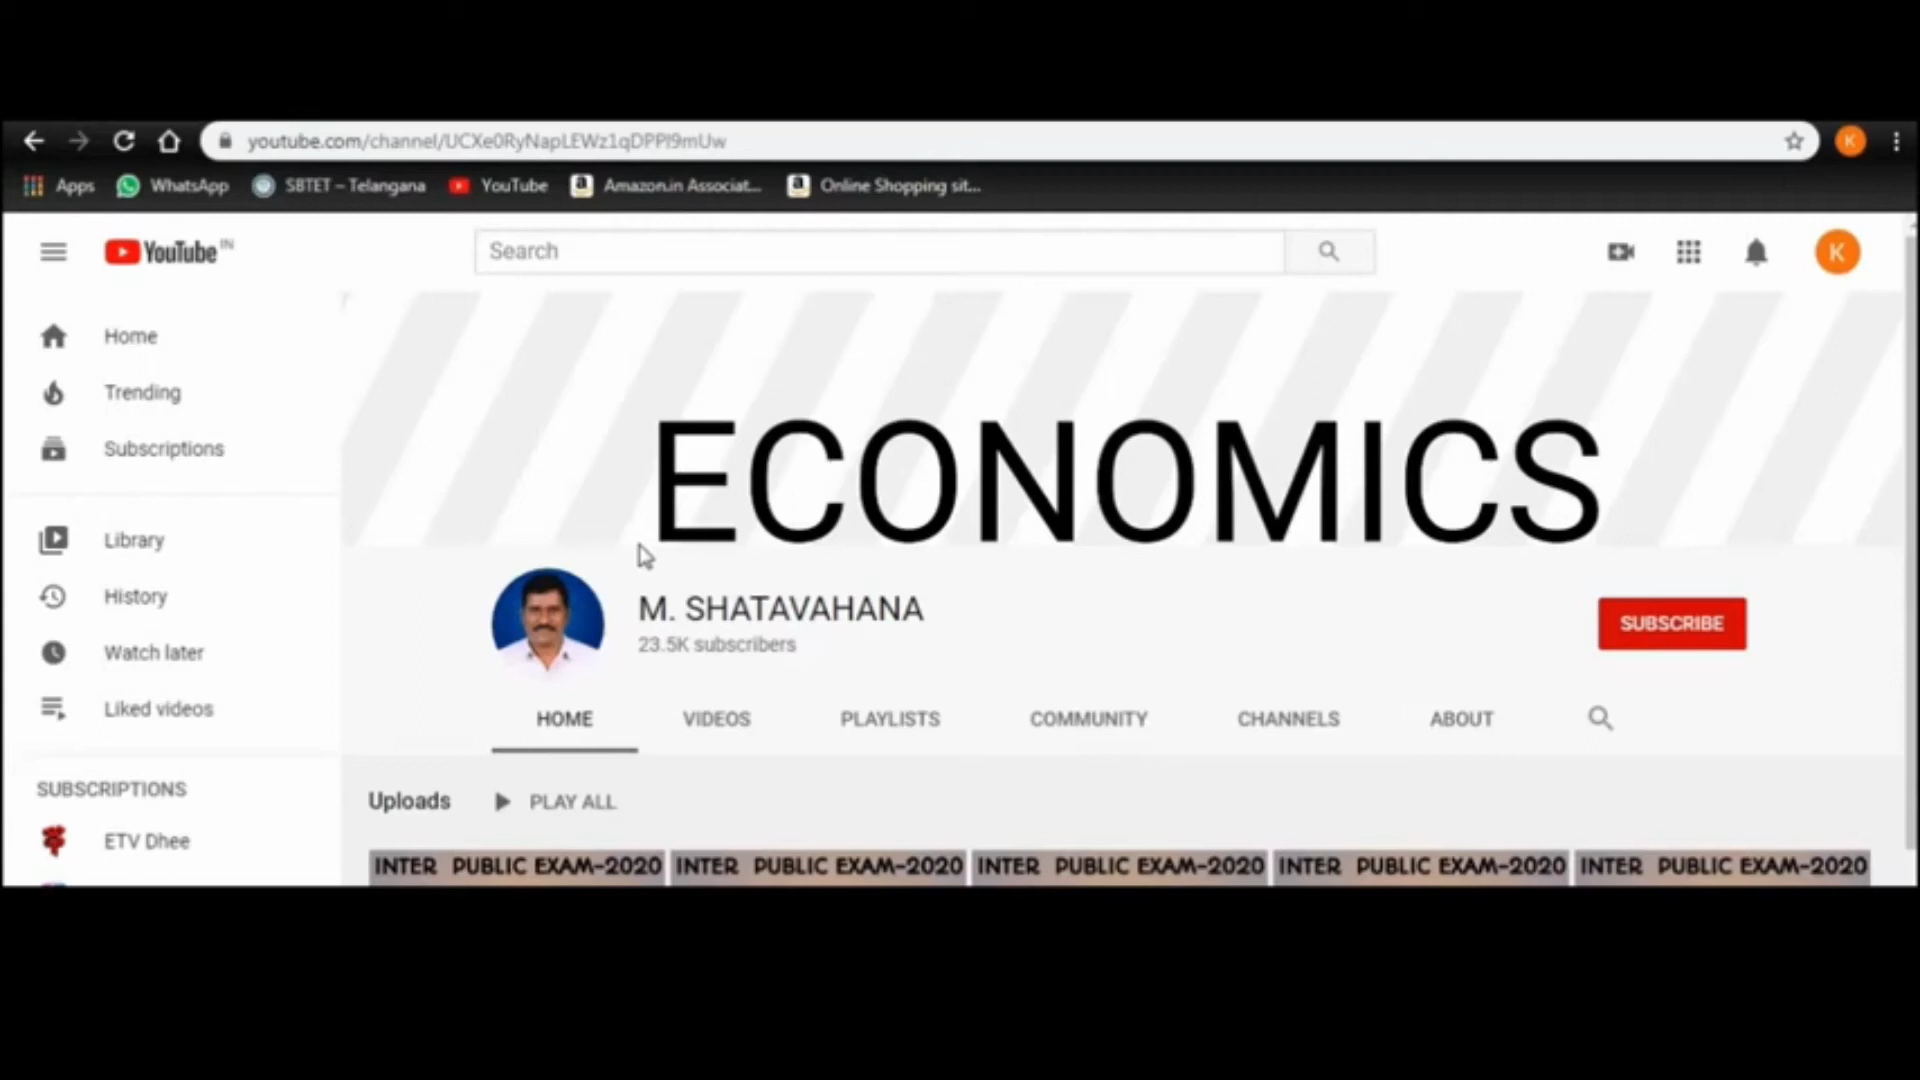 youtube.com/channel/UCXe0RyNapLEWz1qDPPI9mUw
K
Apps
WhatsApp
SBTET – Telangana
YouTube
Amazon.in Associat...
Online Shopping sit...
YouTube IN
Search
K
Home
Trending
Subscriptions
Library
History
Watch later
Liked videos
SUBSCRIPTIONS
ETV Dhee
ECONOMICS
M. SHATAVAHANA
23.5K subscribers
SUBSCRIBE
HOME VIDEOS PLAYLISTS COMMUNITY CHANNELS ABOUT
Uploads PLAY ALL
INTER PUBLIC EXAM-2020
INTER PUBLIC EXAM-2020
INTER PUBLIC EXAM-2020
INTER PUBLIC EXAM-2020
INTER PUBLIC EXAM-2020